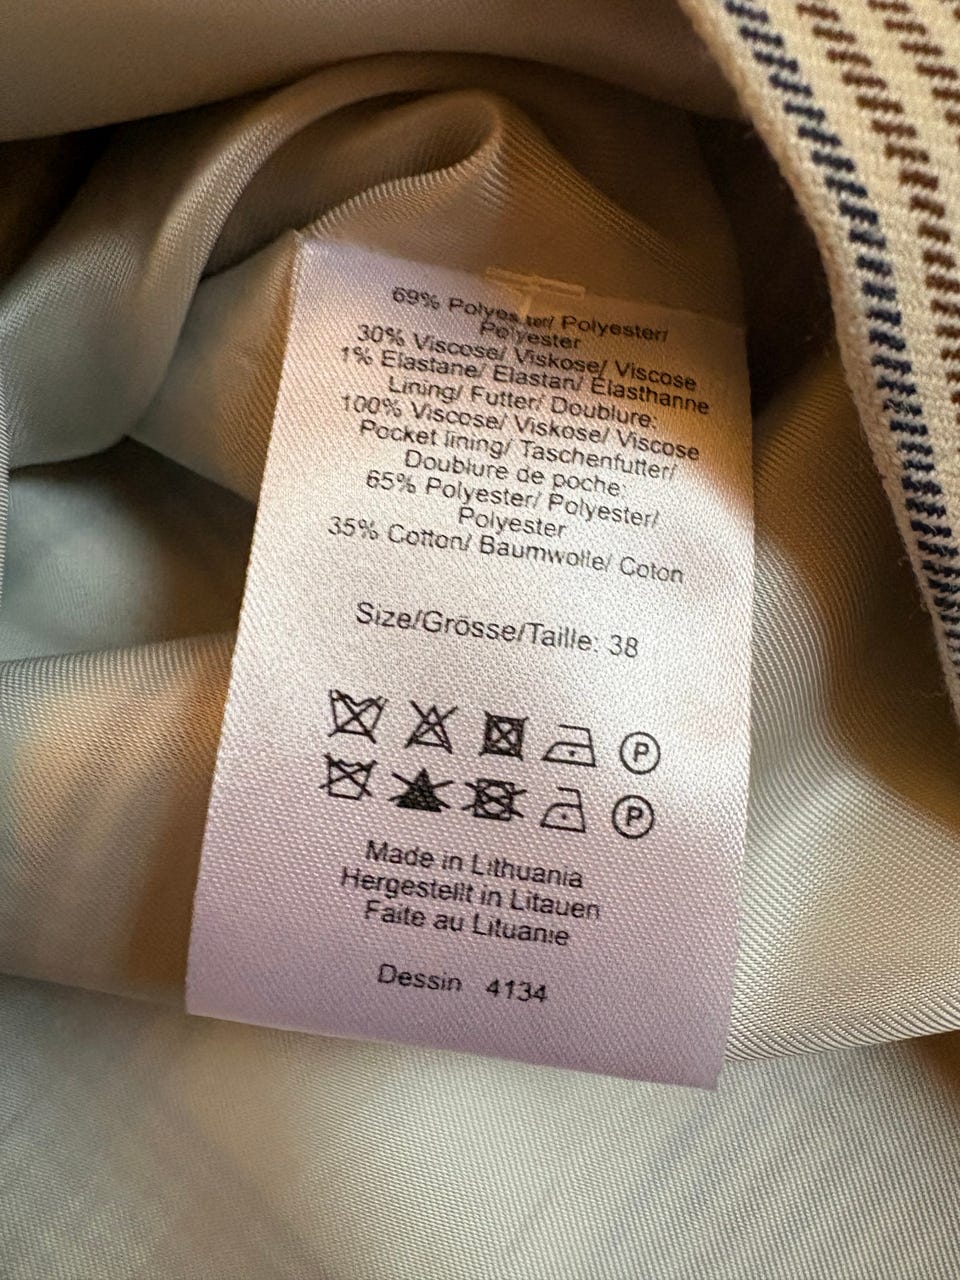 69% Polyester/ Polyester/
Polyester
30% Viscose/ Viskose/ Viscose
1% Elastane/ Elastan/ Elasthanne
Lining/ Futter/ Doublure:
100% Viscose/ Viskose/ Viscose
Pocket lining/ Taschenfutter/
Doublure de poche:
65% Polyester/ Polyester/
Polyester
35% Cotton/ Baumwolle/ Coton
Size/Grösse/Taille: 38
P
P
Made in Lithuania
Hergestellt in Litauen
Faite au Lituanie
Dessin 4134